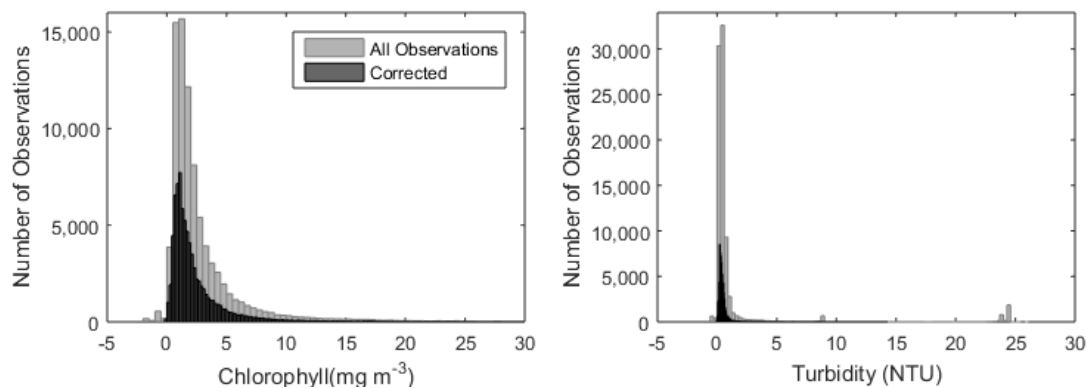 15,000
10,000
5,000
0
Number of Observations
All Observations
Corrected
-5 0 5 10 15 20 25 30
Chlorophyll(mg m-3)
30,000
25,000
20,000
15,000
10,000
5,000
0
Number of Observations
-5 0 5 10 15 20 25 30
Turbidity (NTU)